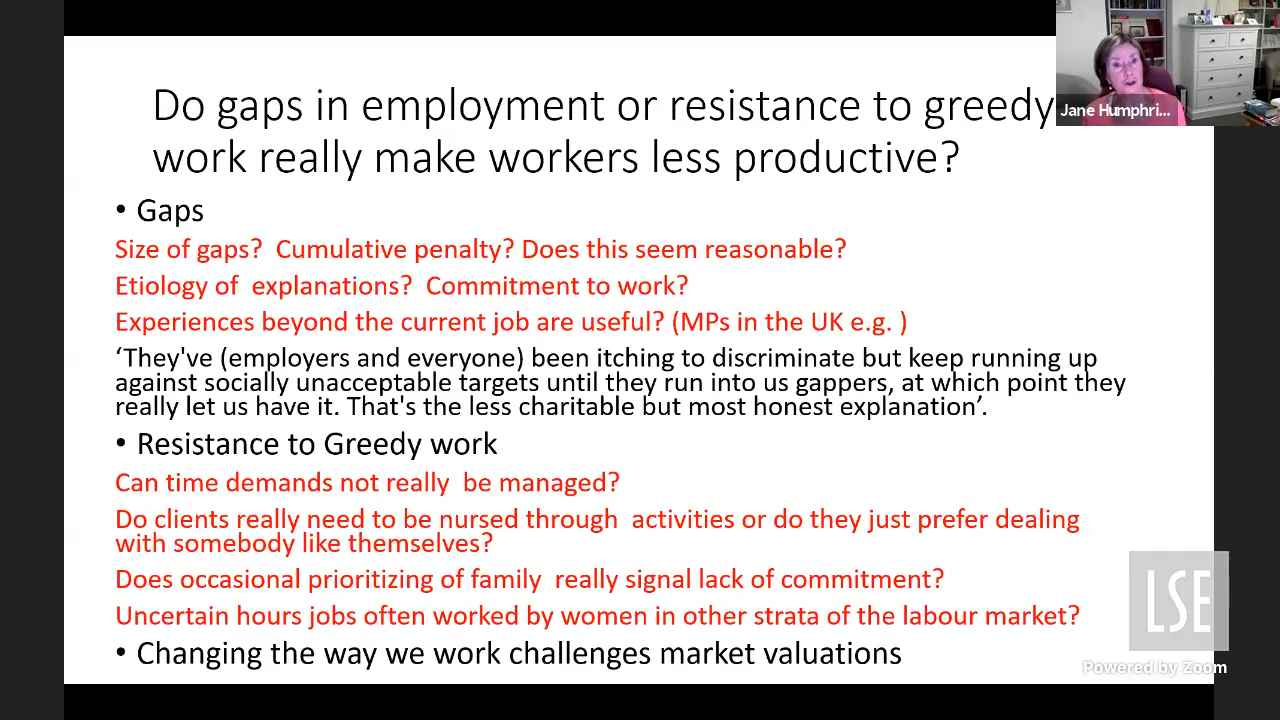 Do gaps in employment or resistance to greedy
work really make workers less productive?
Jane Humphri...
• Gaps
Size of gaps?  Cumulative penalty? Does this seem reasonable?
Etiology of  explanations?  Commitment to work?
Experiences beyond the current job are useful? (MPs in the UK e.g. )
‘They've (employers and everyone) been itching to discriminate but keep running up
against socially unacceptable targets until they run into us gappers, at which point they
really let us have it. That's the less charitable but most honest explanation’.
• Resistance to Greedy work
Can time demands not really  be managed?
Do clients really need to be nursed through  activities or do they just prefer dealing
with somebody like themselves?
Does occasional prioritizing of family  really signal lack of commitment?
Uncertain hours jobs often worked by women in other strata of the labour market?
• Changing the way we work challenges market valuations
LSE
Powered by Zoom